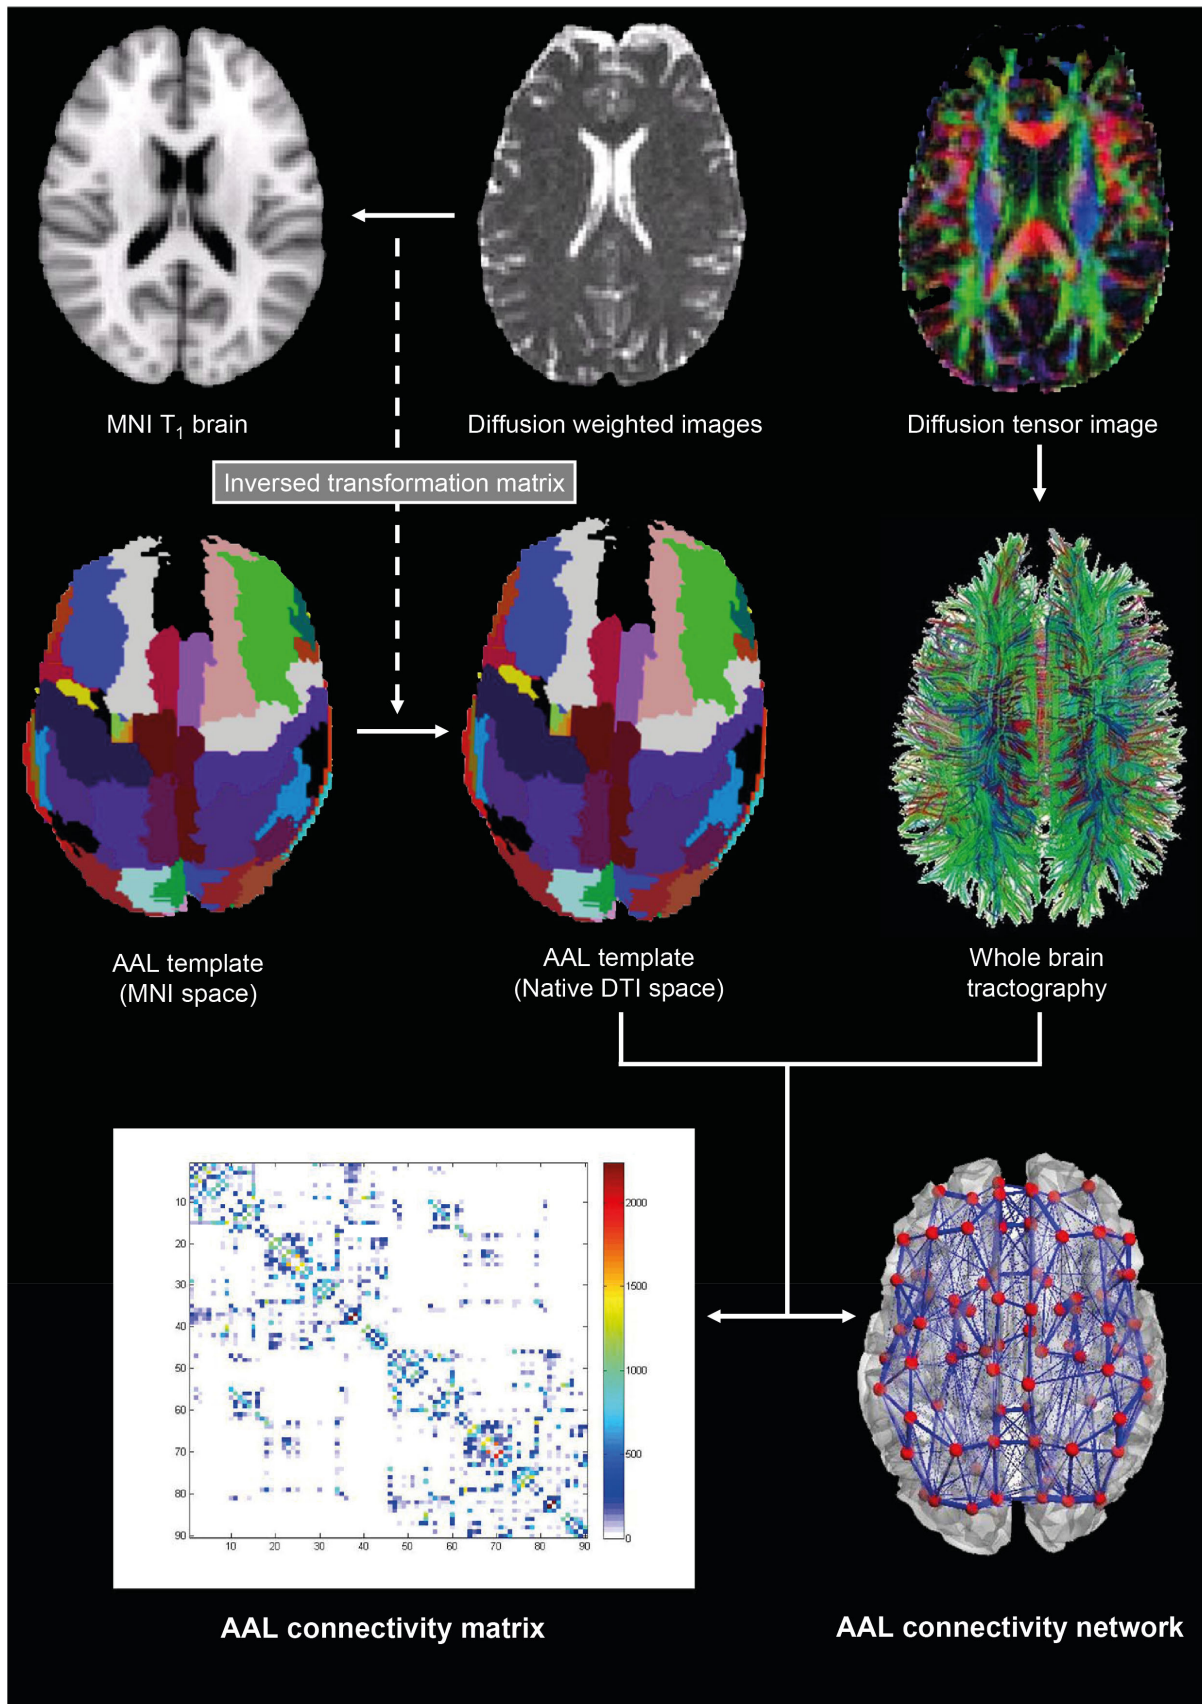 MNI T1 brain
Diffusion weighted images
Diffusion tensor image
Inversed transformation matrix
AAL template
(MNI space)
AAL template
(Native DTI space)
Whole brain
tractography
10
20
30
40
50
60
70
80
90
10
20
30
40
50
60
70
80
90
2000
1500
1000
500
0
AAL connectivity matrix
AAL connectivity network